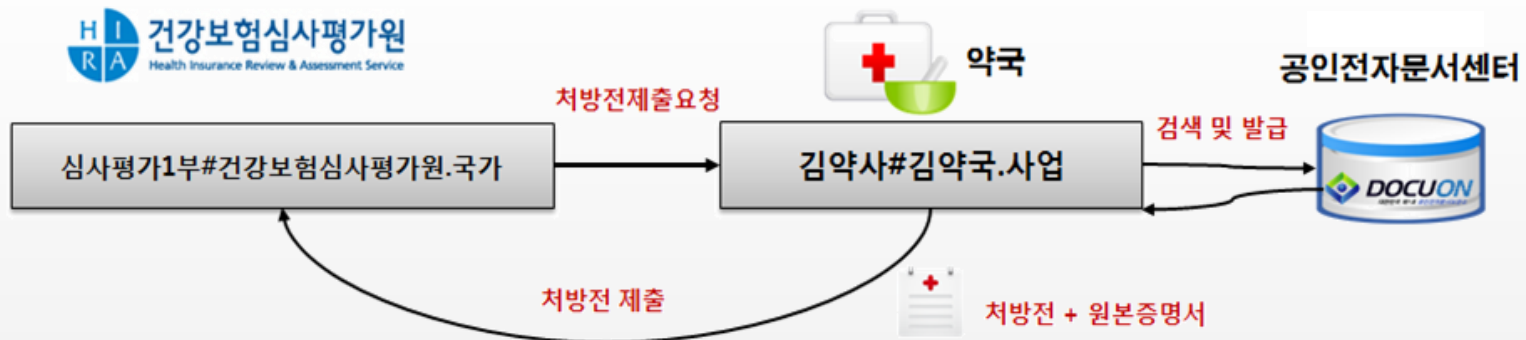 HIRA
건강보험심사평가원
Health Insurance Review & Assessment Service
약국
공인전자문서센터
처방전제출요청
검색 및 발급
심사평가1부#건강보험심사평가원.국가
김약사#김약국.사업
DOCUON
처방전 제출
처방전 + 원본증명서